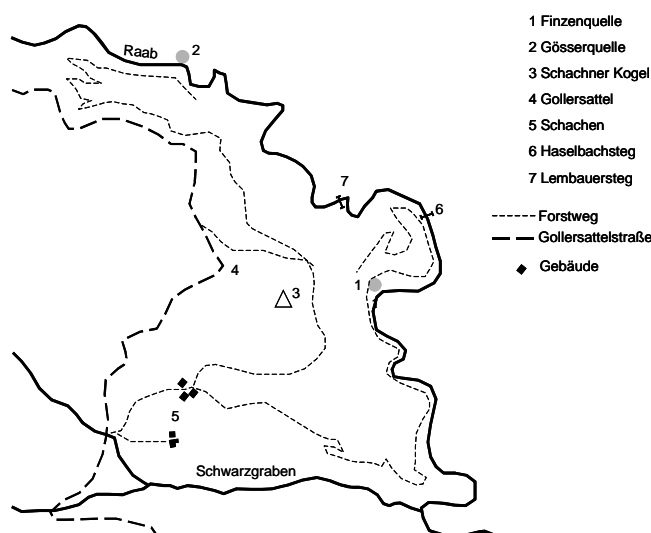 Raab
2
1 Finzenquelle
2 Gösserquelle
3 Schachner Kogel
4 Gollersattel
5 Schachen
6 Haselbachsteg
7 Lembauersteg
Forstweg
Gollersattelstraße
Gebäude
7
6
4
1
3
5
Schwarzgraben